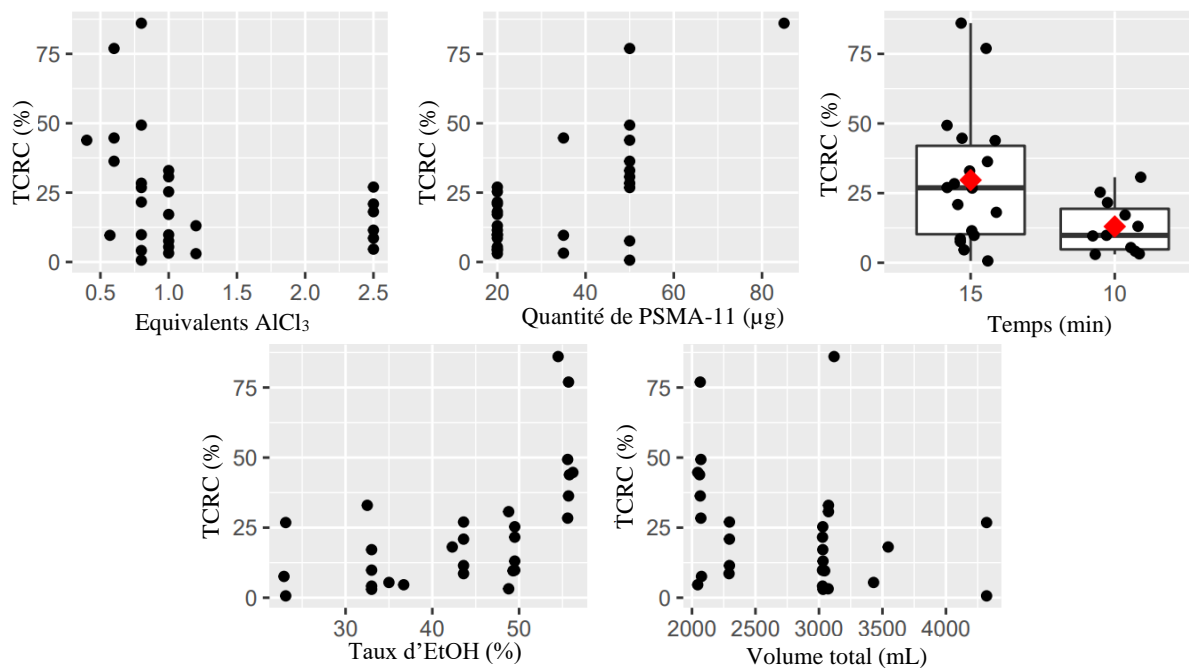 TCRC (%)
75
50
25
0
0.5 1.0 1.5 2.0 2.5
Equivalents AlCl₃
TCRC (%)
75
50
25
0
20 40 60 80
Quantité de PSMA-11 (µg)
TCRC (%)
75
50
25
0
15 10
Temps (min)
TCRC (%)
75
50
25
0
30 40 50
Taux d’EtOH (%)
TCRC (%)
75
50
25
0
2000 2500 3000 3500 4000
Volume total (mL)